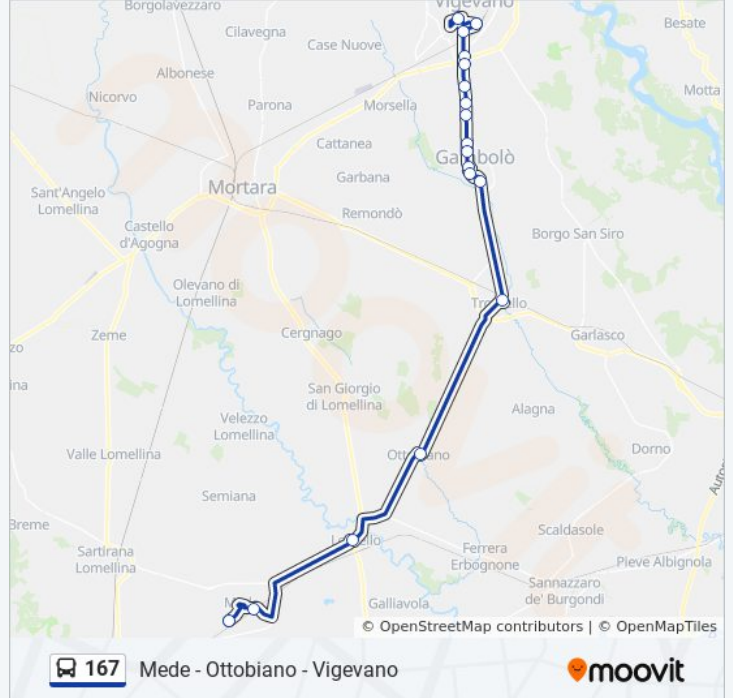 Borgolavezzaro
Vigevano
Cilavegna
Besate
Case Nuove
Albonese
Motta
Nicorvo
Parona
Morsella
Cattanea
Gambolò
Garbana
Mortara
Sant'Angelo
Lomellina
Remondò
Castello
d'Agogna
Borgo San Siro
Olevano di
Lomellina
Zeme
Cergnago
Garlasco
San Giorgio
di Lomellina
Alagna
Velezzo
Lomellina
Valle Lomellina
Dorno
Semiana
Breme
Scaldasole
Sartirana
Lomellina
Ferrera
Erbognone
Pieve Albignola
Sannazzaro
de' Burgondi
Galliavola
© OpenStreetMap contributors | © OpenMapTiles
167 Mede - Ottobiano - Vigevano
moovit